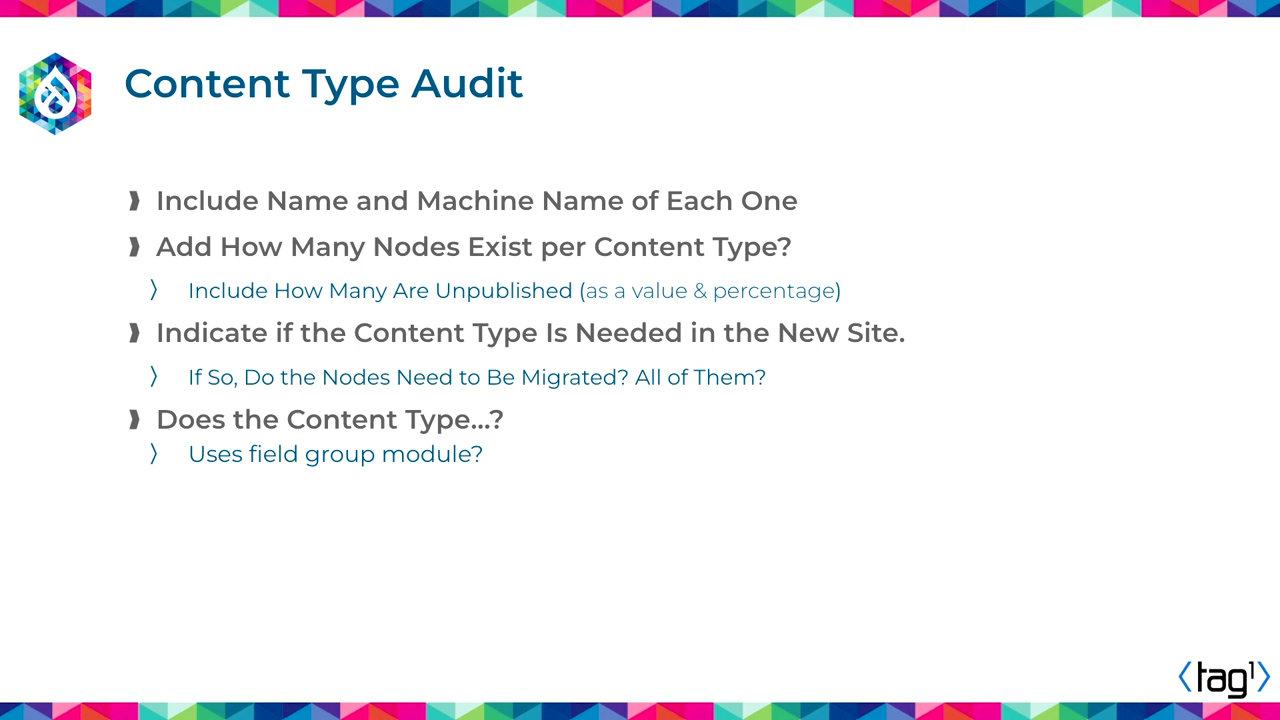 Content Type Audit
Include Name and Machine Name of Each One
Add How Many Nodes Exist per Content Type?
Include How Many Are Unpublished (as a value & percentage)
Indicate if the Content Type Is Needed in the New Site.
If So, Do the Nodes Need to Be Migrated? All of Them?
Does the Content Type...?
Uses field group module?
tag1